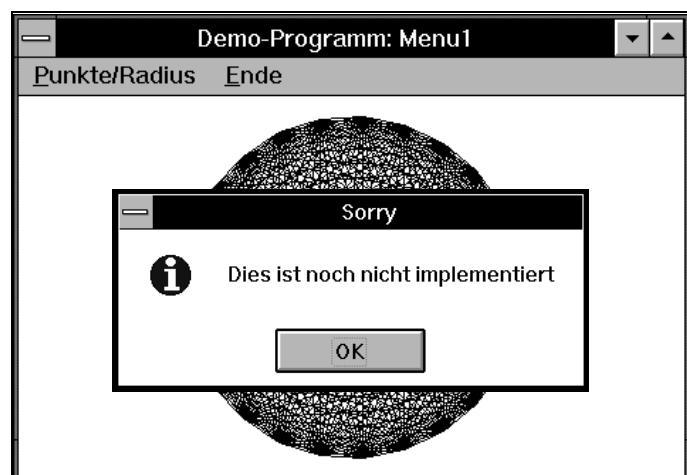 Demo-Programm: Menu1
Punkte/Radius Ende
Sorry
Dies ist noch nicht implementiert
OK